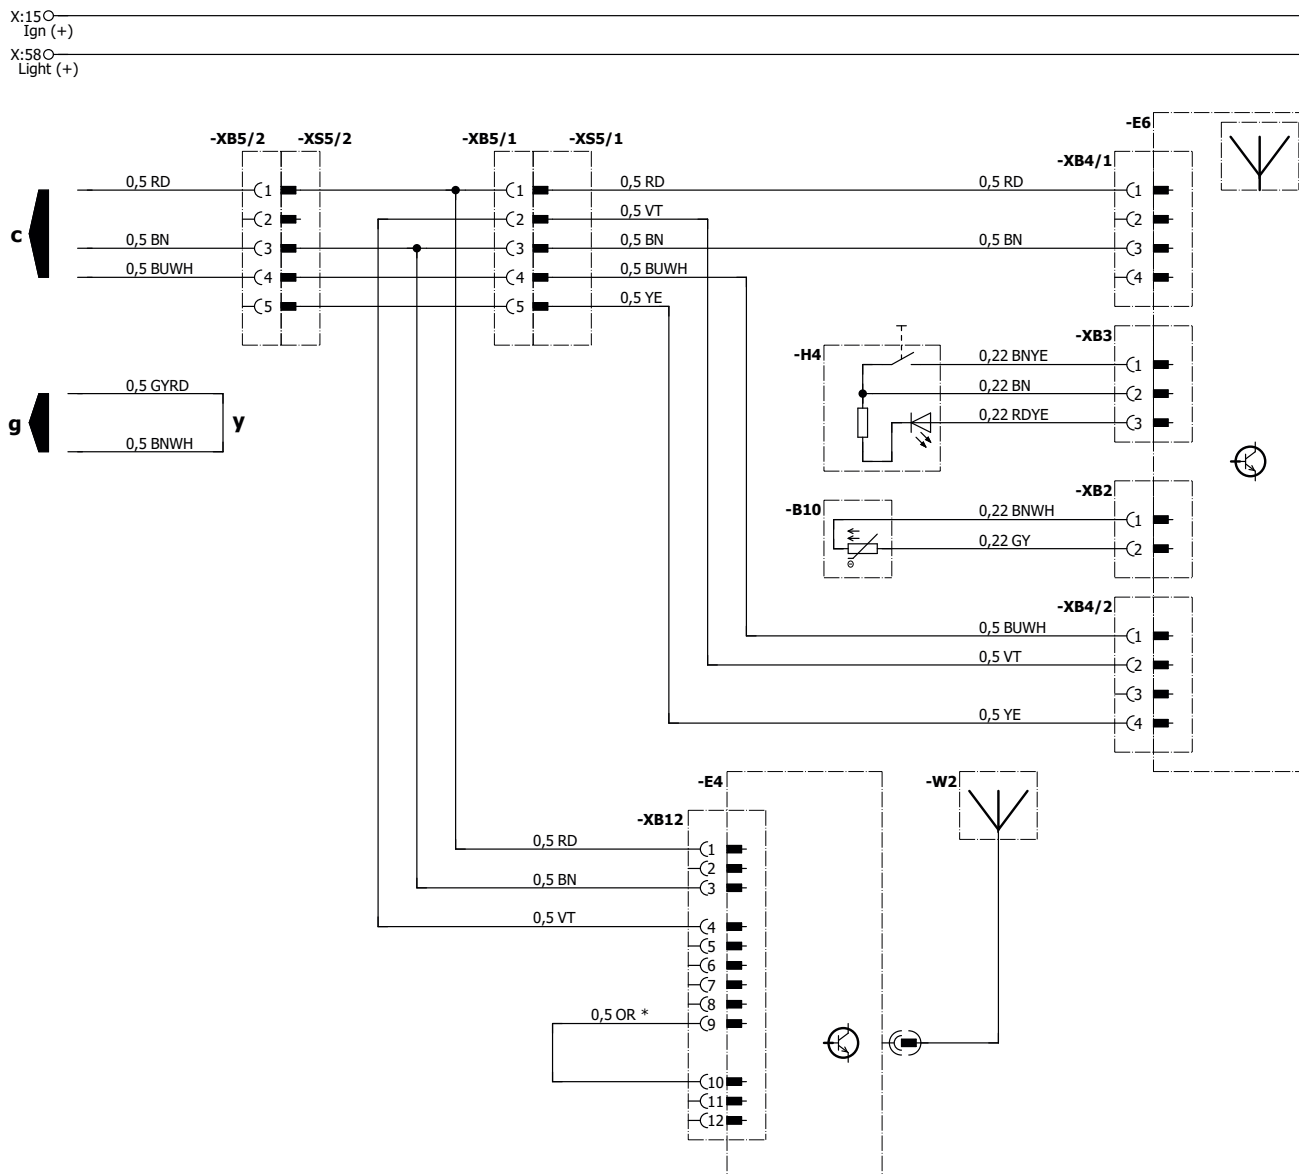 X:15
Ign (+)
X:58
Light (+)
-XB5/2 -XS5/2 -XB5/1 -XS5/1 -E6
-XB4/1
0,5 RD 1 1 0,5 RD 0,5 RD 1
2 2 0,5 VT 2
c 0,5 BN 3 3 0,5 BN 0,5 BN 3
0,5 BUWH 4 4 0,5 BUWH 4
5 5 0,5 YE
-XB3
-H4 0,22 BNYE 1
0,5 GYRD 0,22 BN 2
g y 0,22 RDYE 3
0,5 BNWH
-XB2
-B10 0,22 BNWH 1
0,22 GY 2
Θ
-XB4/2
0,5 BUWH 1
0,5 VT 2
3
0,5 YE 4
-E4 -W2
-XB12
0,5 RD 1
2
0,5 BN 3
0,5 VT 4
5
6
7
8
0,5 OR * 9
10
11
12